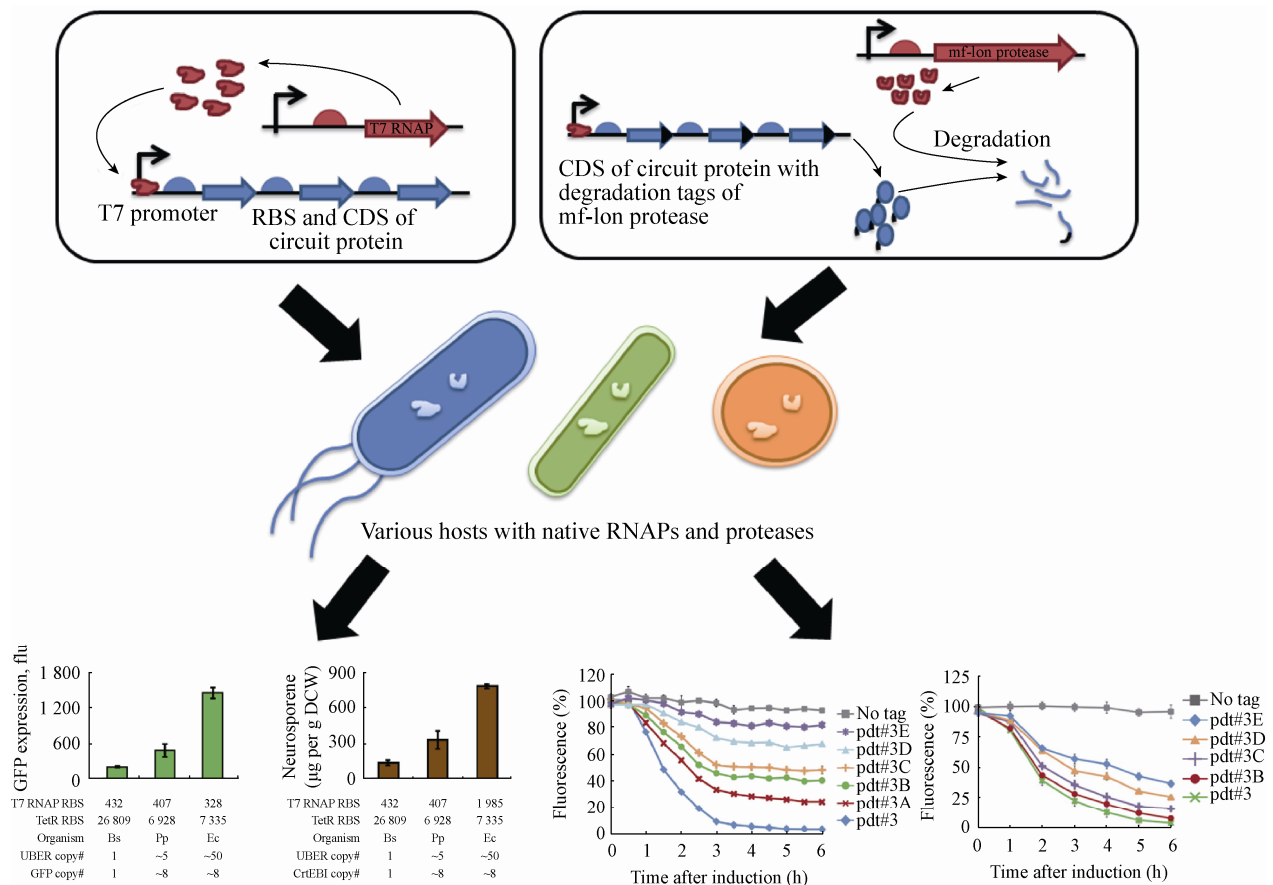 T7 RNAP
T7 promoter
RBS and CDS of
circuit protein
mf-lon protease
Degradation
CDS of circuit protein with
degradation tags of
mf-lon protease
Various hosts with native RNAPs and proteases
GFP expression, flu
1 800
1 200
600
0
T7 RNAP RBS 432 407 328
TetR RBS 26 809 6 928 7 335
Organism Bs Pp Ec
UBER copy# 1 ~5 ~50
GFP copy# 1 ~8 ~8
Neurosporene
(μg per g DCW)
900
600
300
0
T7 RNAP RBS 432 407 1 985
TetR RBS 26 809 6 928 7 335
Organism Bs Pp Ec
UBER copy# 1 ~5 ~50
CrtEBI copy# 1 ~8 ~8
Fluorescence (%)
120
100
80
60
40
20
0
0 1 2 3 4 5 6
Time after induction (h)
No tag
pdt#3E
pdt#3D
pdt#3C
pdt#3B
pdt#3A
pdt#3
Fluorescence (%)
125
100
75
50
25
0
0 1 2 3 4 5 6
Time after induction (h)
No tag
pdt#3E
pdt#3D
pdt#3C
pdt#3B
pdt#3